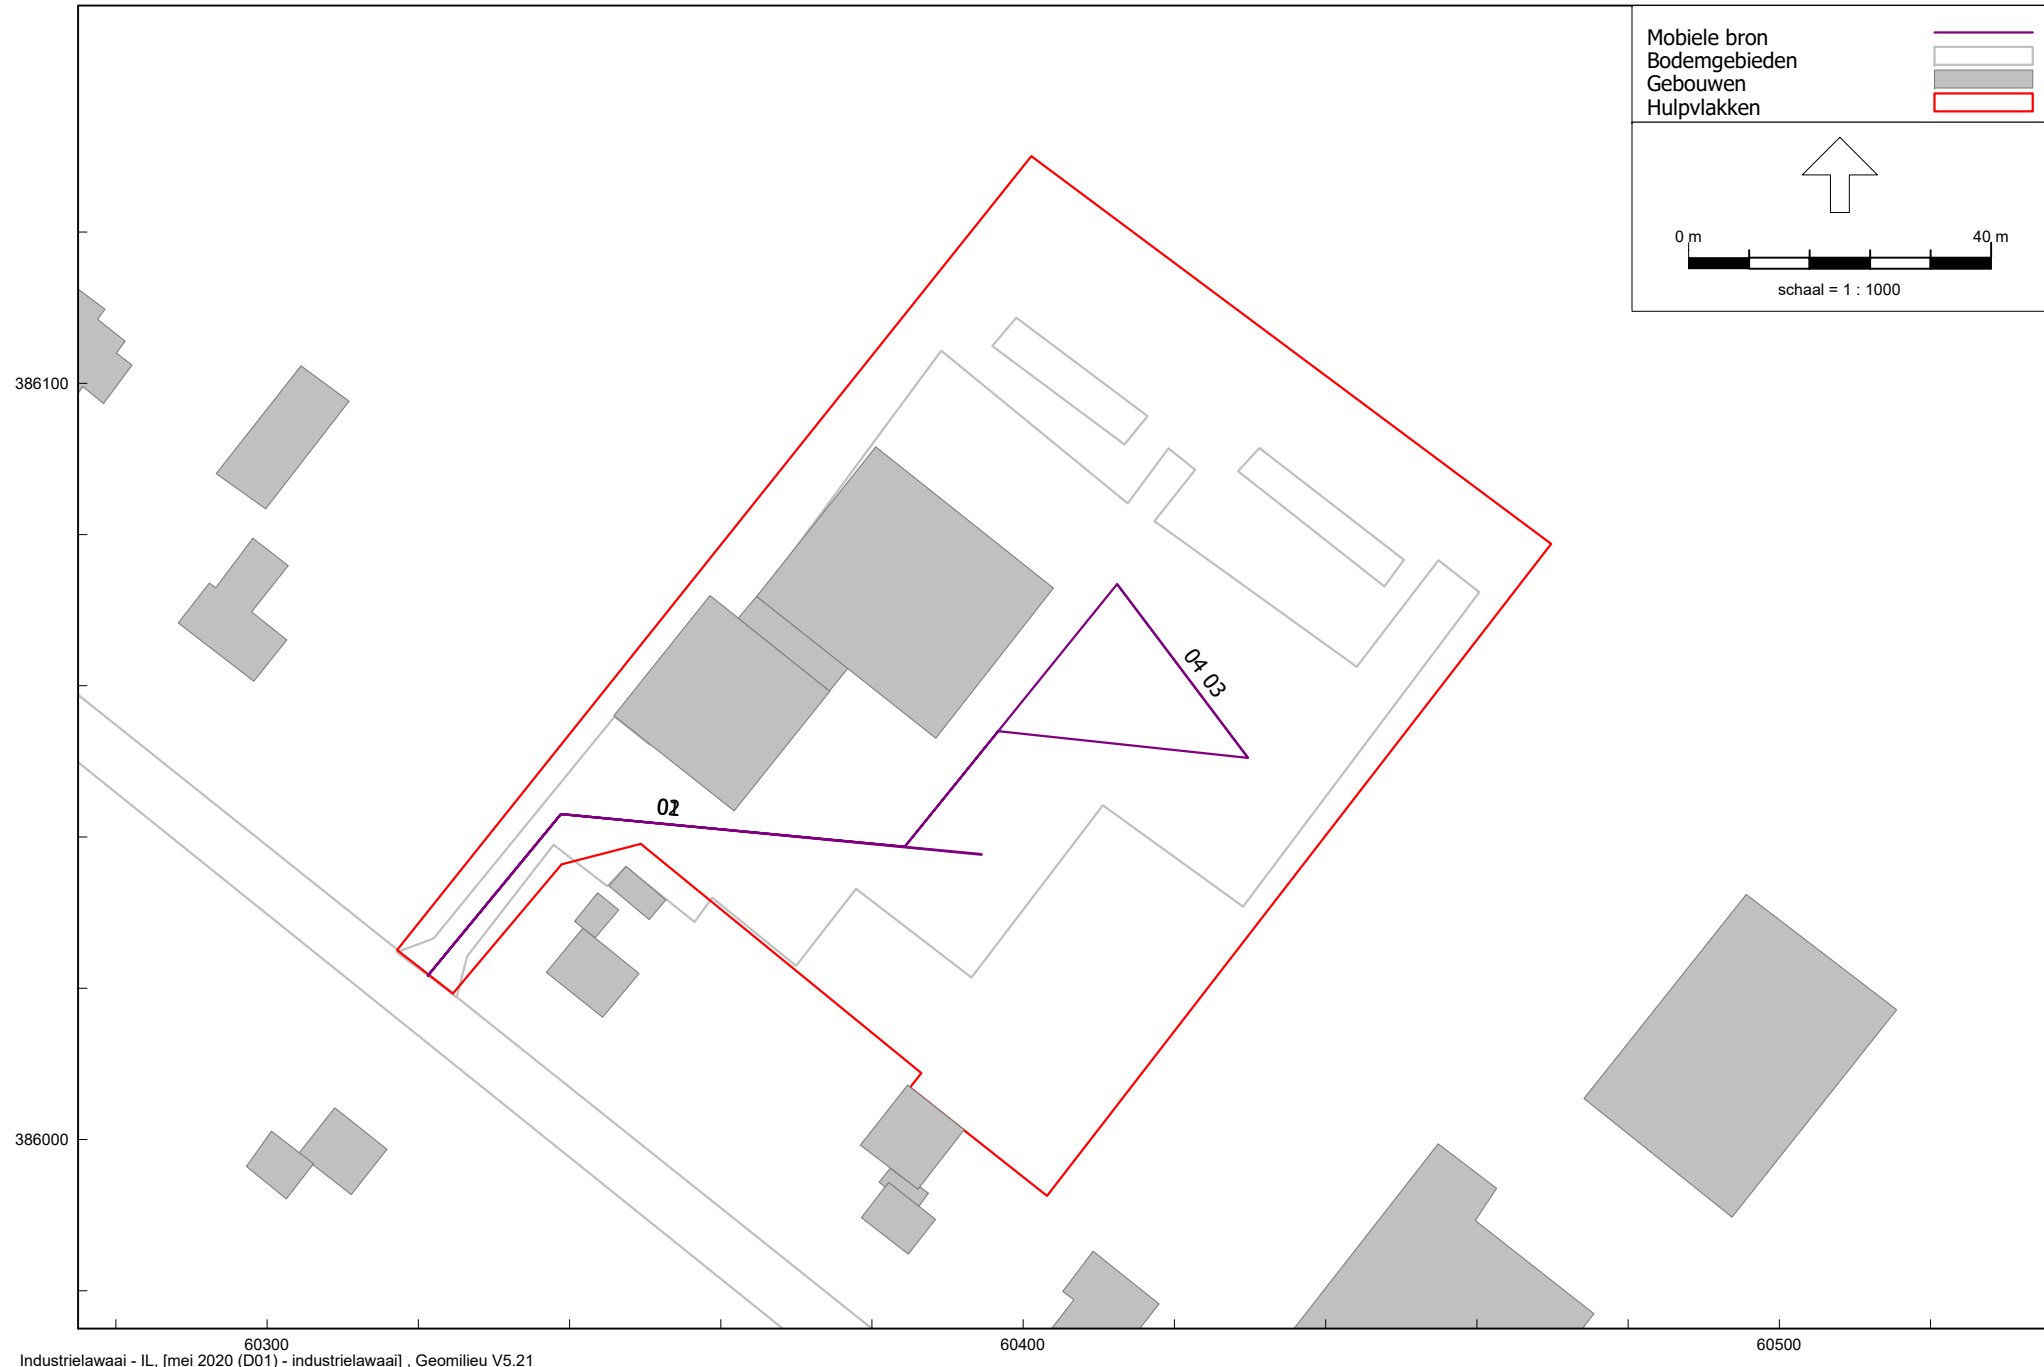 Mobiele bron
Bodemgebieden
Gebouwen
Hulpvlakken
0 m 40 m
schaal = 1 : 1000
386100
04 03
386000
60300 60400 60500
Industrielawaai - IL, [mei 2020 (D01) - industrielawaai] , Geomilieu V5.21